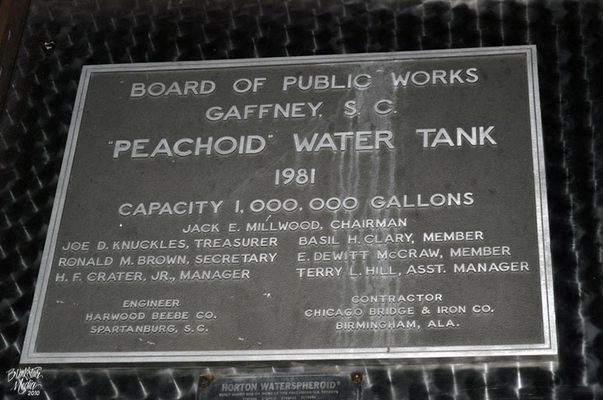 BOARD OF PUBLIC WORKS
GAFFNEY, S. C.
"PEACHOID" WATER TANK
1981
CAPACITY 1,000,000 GALLONS
JACK E. MILLWOOD, CHAIRMAN
JOE D. KNUCKLES, TREASURER BASIL H. CLARY, MEMBER
RONALD M. BROWN, SECRETARY E. DEWITT MCCRAW, MEMBER
H. F. CRATER, JR., MANAGER TERRY L. HILL, ASST. MANAGER
ENGINEER CONTRACTOR
HARWOOD BEEBE CO. CHICAGO BRIDGE & IRON CO.
SPARTANBURG, S.C. BIRMINGHAM, ALA.
HORTON WATERSPHEROID®
Media
2010